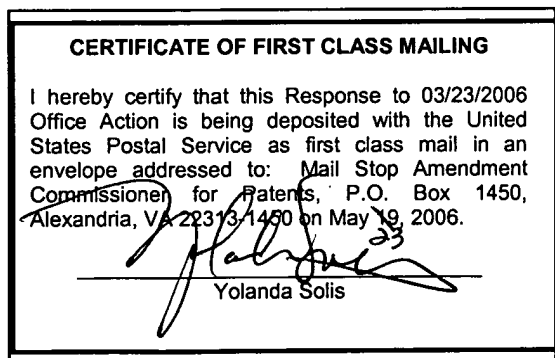 CERTIFICATE OF FIRST CLASS MAILING
I hereby certify that this Response to 03/23/2006
Office Action is being deposited with the United
States Postal Service as first class mail in an
envelope addressed to: Mail Stop Amendment
Commissioner for Patents, P.O. Box 1450,
Alexandria, VA 22313-1450 on May 19, 2006.
23
Yolanda Solis